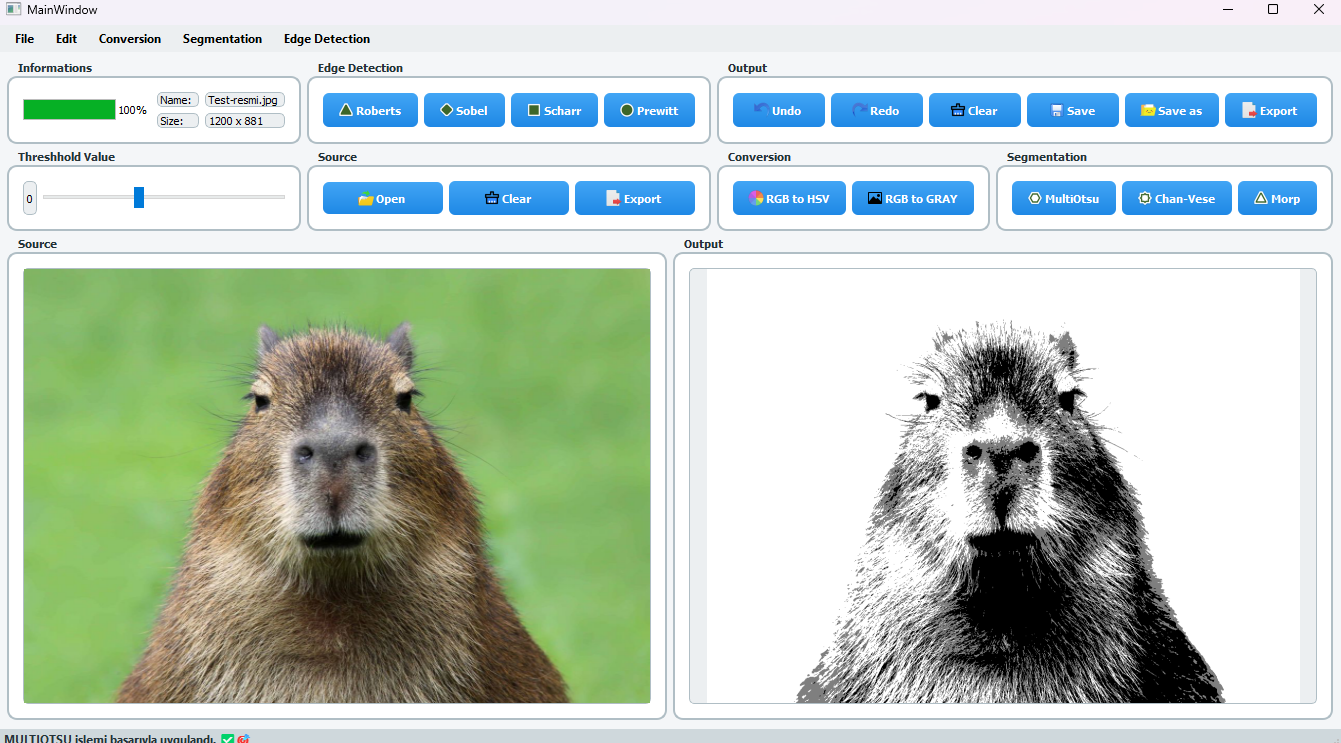 MainWindow
File Edit Conversion Segmentation Edge Detection
Informations Edge Detection Output
100% Name: Test-resmi.jpg Roberts Sobel Scharr Prewitt Undo Redo Clear Save Save as Export
Size: 1200 x 881
Threshhold Value Source Conversion Segmentation
0 Open Clear Export RGB to HSV RGB to GRAY MultiOtsu Chan-Vese Morp
Source Output
MULTIOTSU işlemi başarıyla uygulandı.